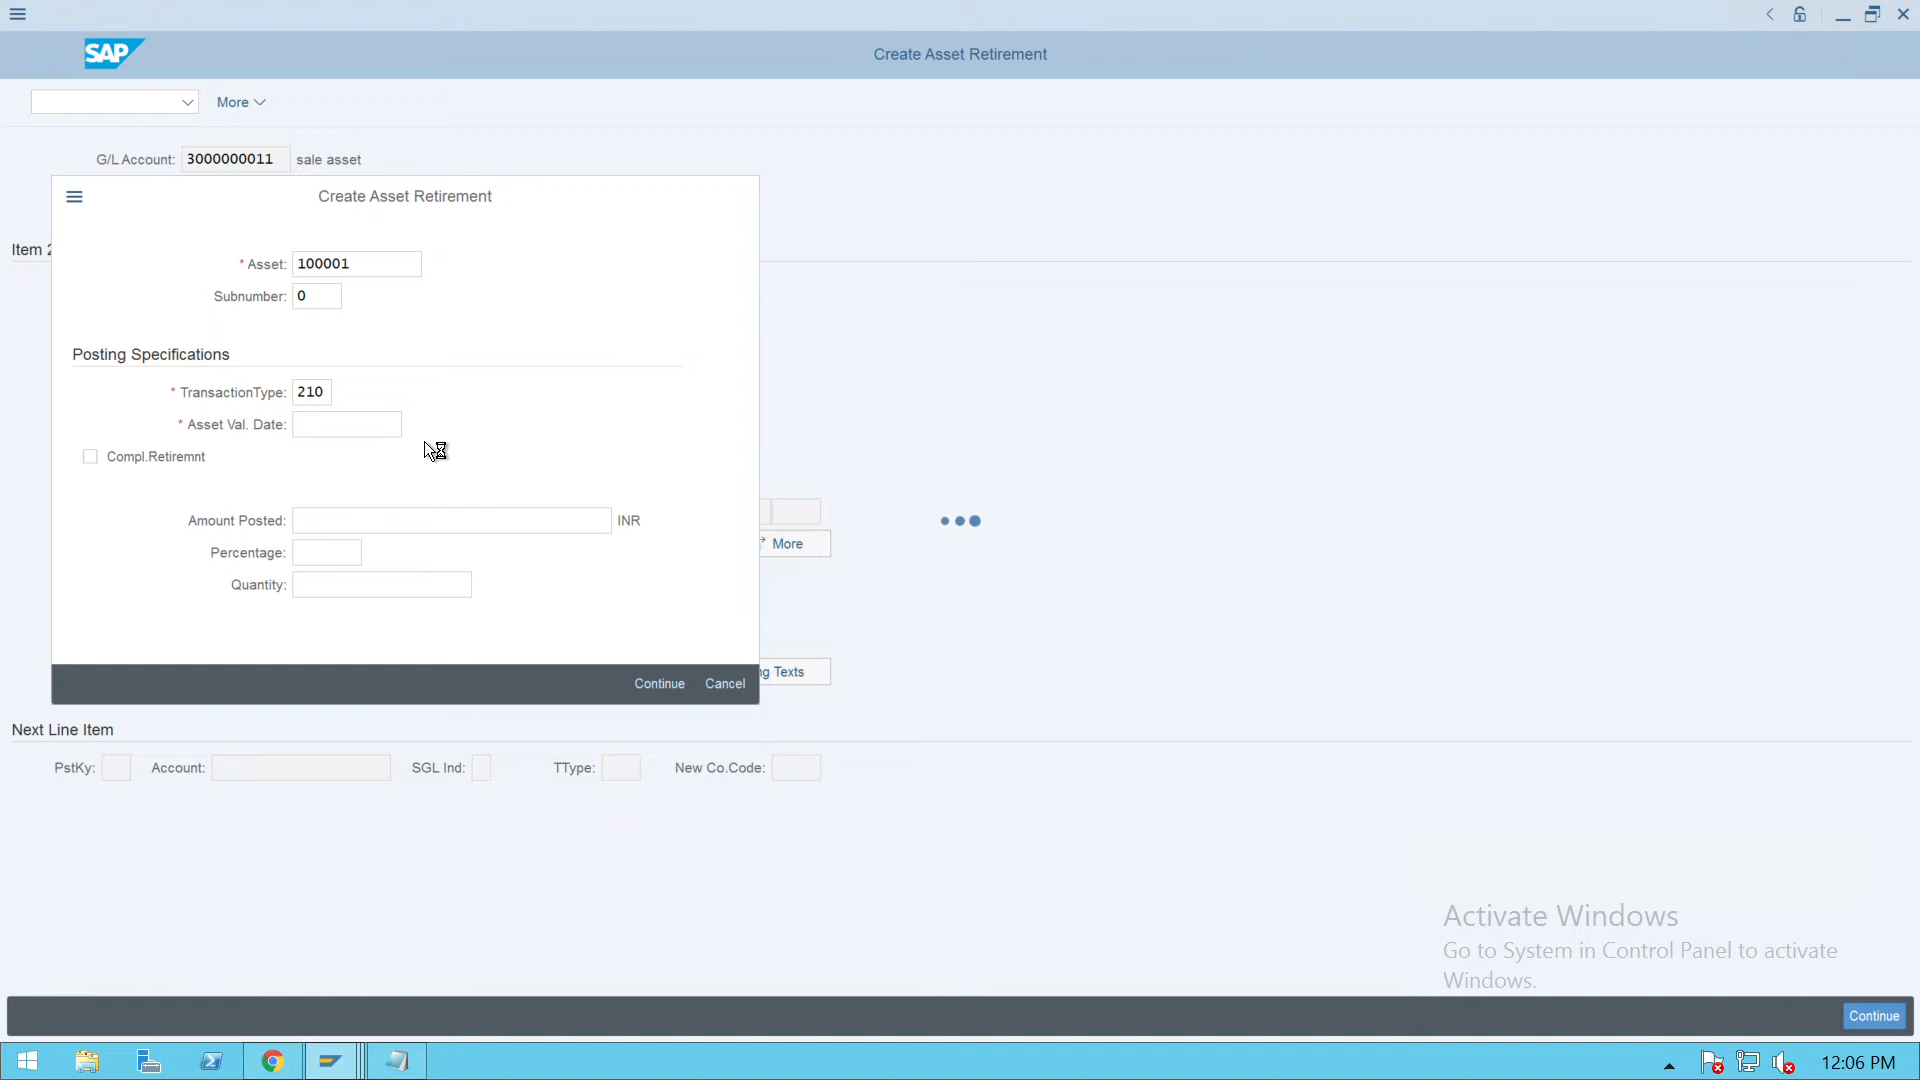 SAP
Create Asset Retirement
More
G/L Account: 3000000011 sale asset
Create Asset Retirement
Item 2
* Asset: 100001
Subnumber: 0
Posting Specifications
* TransactionType: 210
* Asset Val. Date:
Compl.Retiremnt
Amount Posted: INR
More
Percentage:
Quantity:
ng Texts
Continue Cancel
Next Line Item
PstKy: Account: SGL Ind: TType: New Co.Code:
Activate Windows
Go to System in Control Panel to activate
Windows.
Continue
12:06 PM